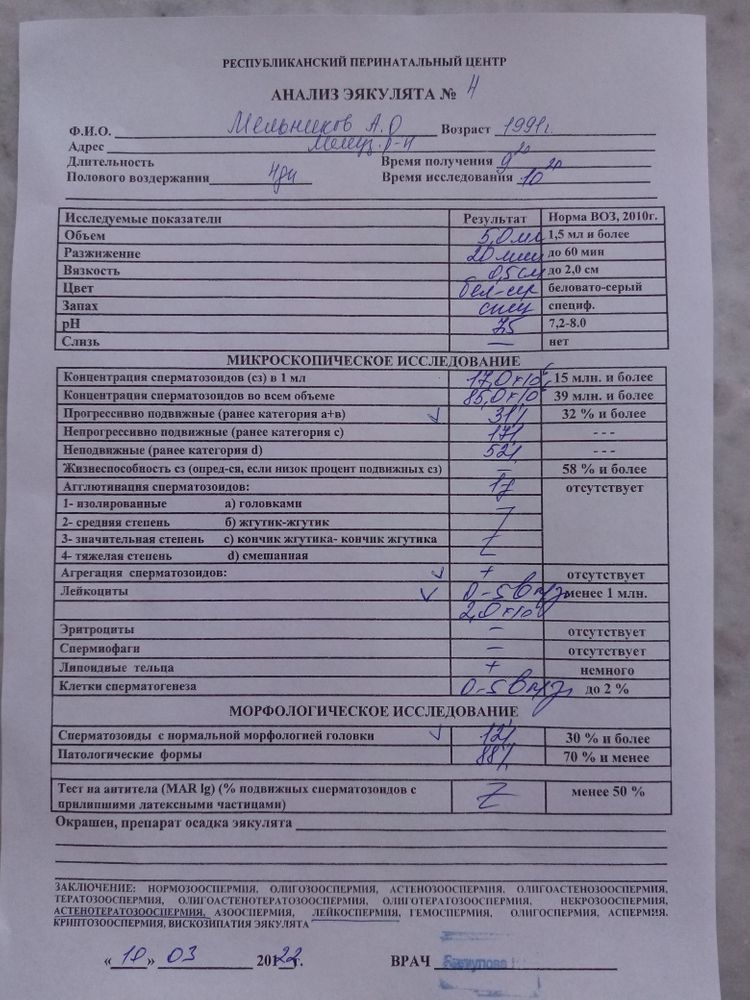 РЕСПУБЛИКАНСКИЙ ПЕРИНАТАЛЬНЫЙ ЦЕНТР
АНАЛИЗ ЭЯКУЛЯТА № 4
Ф.И.О. Мельников А.О Возраст 1991г.
Адрес Мелеуз. р-н
Длительность Время получения 9 20
Полового воздержания 4дн Время исследования 10 20
Исследуемые показатели Результат Норма ВОЗ, 2010г.
Объем 5,0мл 1,5 мл и более
Разжижение 20мин до 60 мин
Вязкость 0,5см до 2,0 см
Цвет бел-сер беловато-серый
Запах спец специф.
pH 7,5 7,2-8.0
Слизь — нет
МИКРОСКОПИЧЕСКОЕ ИССЛЕДОВАНИЕ
Концентрация сперматозоидов (сз) в 1 мл 17,0*10⁶ 15 млн. и более
Концентрация сперматозоидов во всем объеме 85,0*10⁶ 39 млн. и более
Прогрессивно подвижные (ранее категория а+в) 31% 32 % и более
Непрогрессивно подвижные (ранее категория с) 17% - - -
Неподвижные (ранее категория d) 52% - - -
Жизнеспособность сз (опред-ся, если низок процент подвижных сз) — 58 % и более
Агглютинация сперматозоидов: отсутствует
1- изолированные а) головками
2- средняя степень б) жгутик-жгутик
3- значительная степень с) кончик жгутика- кончик жгутика
4- тяжелая степень d) смешанная
Агрегация сперматозоидов: + отсутствует
Лейкоциты 0-5 в п/з менее 1 млн.
2,0*10⁶
Эритроциты — отсутствует
Спермиофаги — отсутствует
Липоидные тельца + немного
Клетки сперматогенеза 0-5 в п/з до 2 %
МОРФОЛОГИЧЕСКОЕ ИССЛЕДОВАНИЕ
Сперматозоиды с нормальной морфологией головки 12% 30 % и более
Патологические формы 88% 70 % и менее
Тест на антитела (MAR lg) (% подвижных сперматозоидов с менее 50 %
прилипшими латексными частицами)
Окрашен, препарат осадка эякулята
ЗАКЛЮЧЕНИЕ: НОРМОЗООСПЕРМИЯ, ОЛИГОЗООСПЕРМИЯ, АСТЕНОЗООСПЕРМИЯ, ОЛИГОАСТЕНОЗООСПЕРМИЯ,
ТЕРАТОЗООСПЕРМИЯ, ОЛИГОАСТЕНОТЕРАТОЗООСПЕРМИЯ, ОЛИГОТЕРАТОЗООСПЕРМИЯ, НЕКРОЗООСПЕРМИЯ,
АСТЕНОТЕРАТОЗООСПЕРМИЯ, АЗООСПЕРМИЯ, ЛЕЙКОСПЕРМИЯ, ГЕМОСПЕРМИЯ, ОЛИГОСПЕРМИЯ, АСПЕРМИЯ,
КРИПТОЗООСПЕРМИЯ, ВИСКОЗИПАТИЯ ЭЯКУЛЯТА
«18» 03 2022г. ВРАЧ